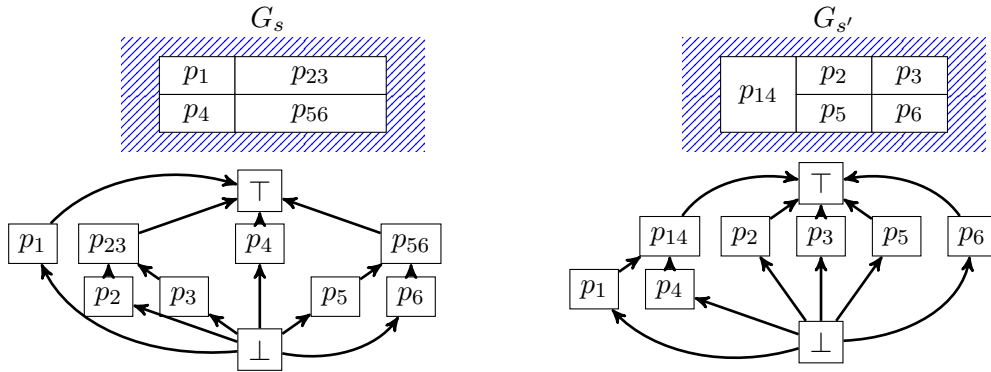 G_s
p_1 p_23
p_4 p_56
⊤
p_1 p_23 p_4 p_56
p_2 p_3 p_5 p_6
⊥
G_{s'}
p_14 p_2 p_3
p_5 p_6
⊤
p_14 p_2 p_3 p_5 p_6
p_1 p_4
⊥